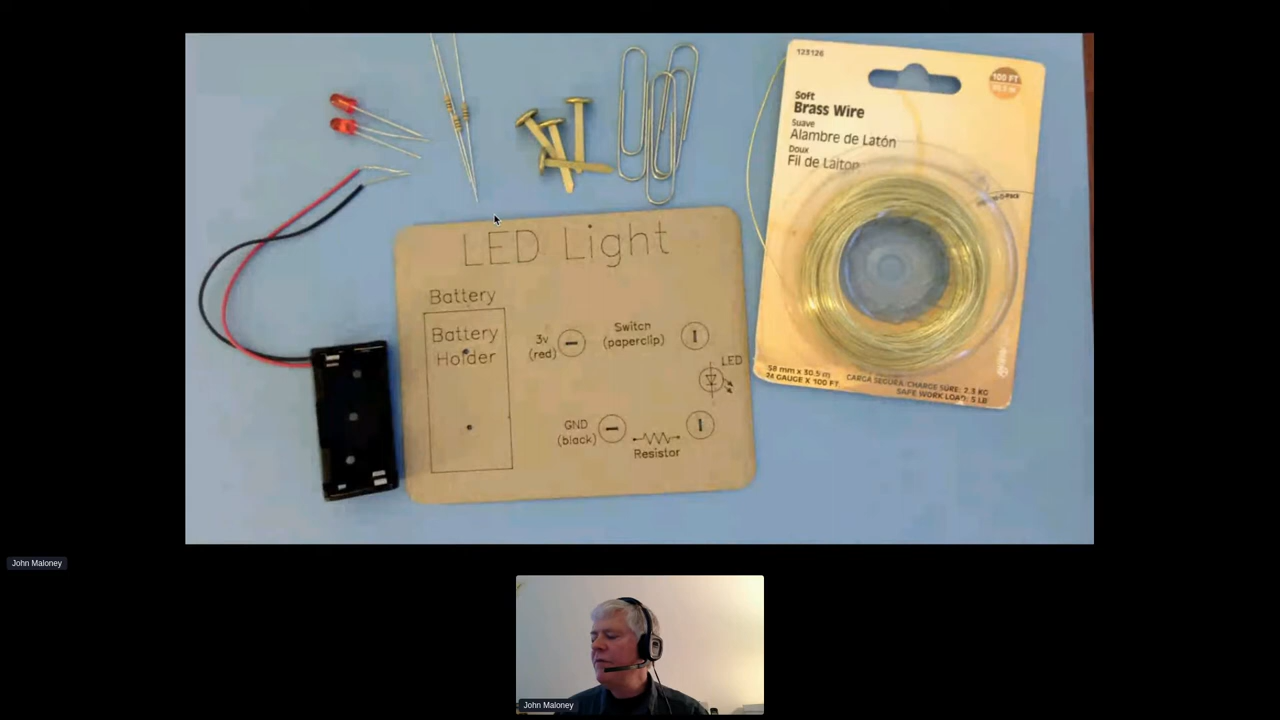 123126
100 FT
Soft
Brass Wire
Suave
Alambre de Latón
Doux
Fil de Laiton
LED Light
Battery
Battery
Holder
3v
(red)
Switch
(paperclip)
LED
GND
(black)
Resistor
58 mm x 30.5 m
24 GAUGE X 100 FT
CARGA SEGURA. CHARGE SÛRE: 2.3 KG
SAFE WORK LOAD: 5 LB
John Maloney
John Maloney